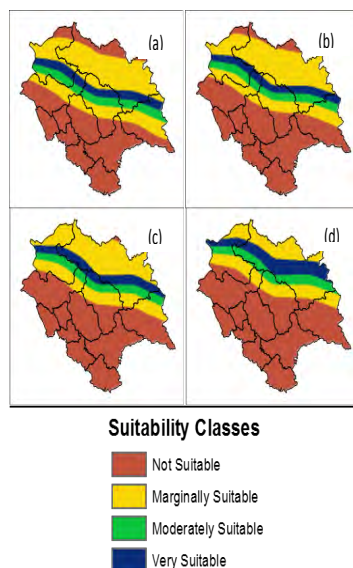 (a)
(b)
(c)
(d)
Suitability Classes
Not Suitable
Marginally Suitable
Moderately Suitable
Very Suitable